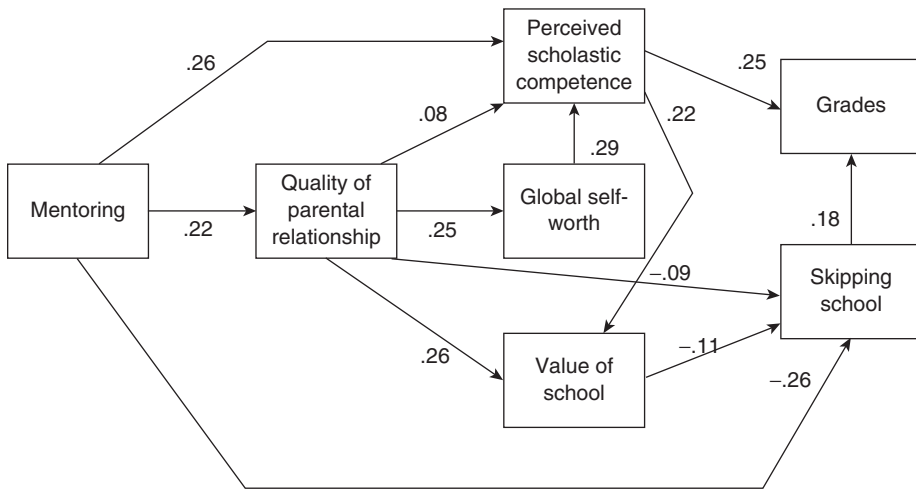 Perceived
scholastic
competence
.26
.25
Grades
.08
.22
.29
Mentoring
Quality of
parental
relationship
Global self-
worth
.22
.25
.18
−.09
Skipping
school
.26
Value of
school
−.11
−.26